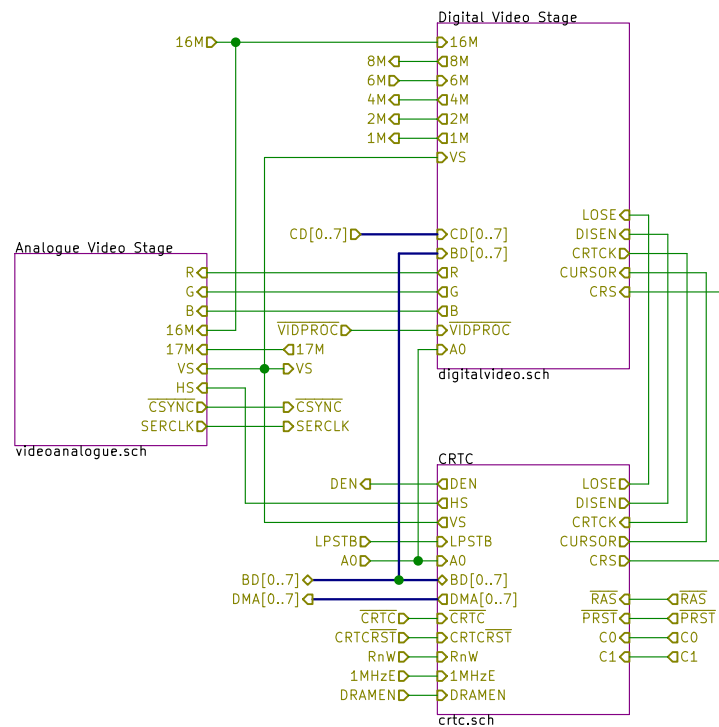 Digital Video Stage
16M 16M
8M 8M
6M 6M
4M 4M
2M 2M
1M 1M
VS
LOSE
CD[0..7] CD[0..7] DISEN
BD[0..7] CRTCK
R CURSOR
G CRS
B
VIDPROC VIDPROC
A0
digitalvideo.sch
Analogue Video Stage
R
G
B
16M
17M 17M
VS VS
HS
CSYNC CSYNC
SERCLK SERCLK
videoanalogue.sch
CRTC
DEN DEN LOSE
HS DISEN
VS CRTCK
LPSTB LPSTB CURSOR
A0 A0 CRS
BD[0..7] BD[0..7]
DMA[0..7] DMA[0..7] RAS RAS
CRTC CRTC PRST PRST
CRTCRST CRTCRST C0 C0
RnW RnW C1 C1
1MHzE 1MHzE
DRAMEN DRAMEN
crtc.sch